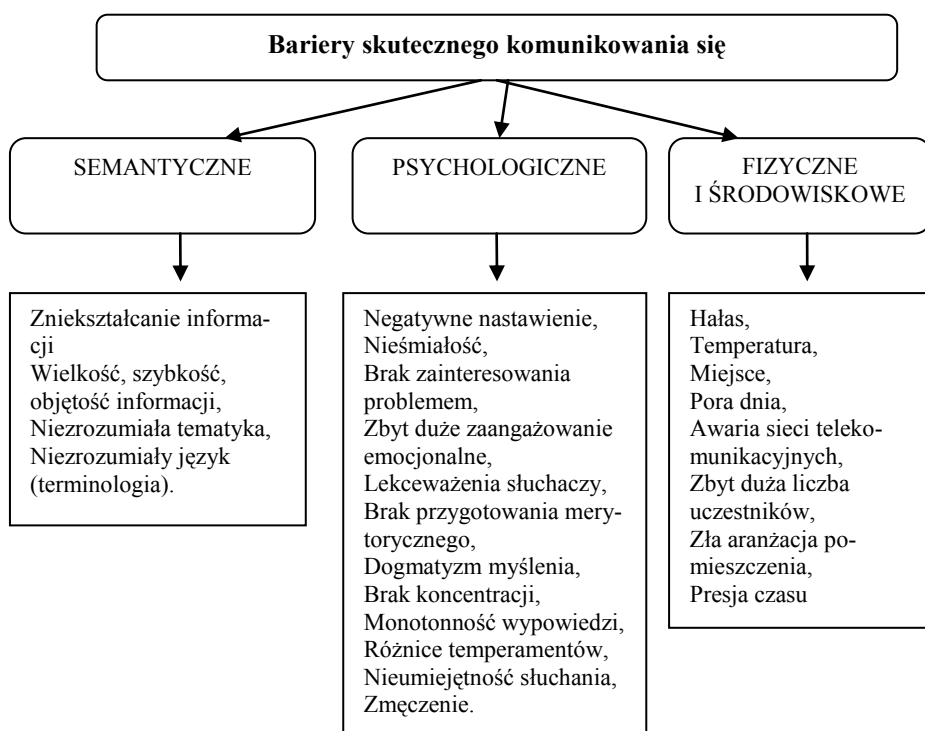 Bariery skutecznego komunikowania się
SEMANTYCZNE
PSYCHOLOGICZNE
FIZYCZNE
I ŚRODOWISKOWE
Zniekształcanie informa-
cji
Wielkość, szybkość,
objętość informacji,
Niezrozumiała tematyka,
Niezrozumiały język
(terminologia).
Negatywne nastawienie,
Nieśmiałość,
Brak zainteresowania
problemem,
Zbyt duże zaangażowanie
emocjonalne,
Lekceważenia słuchaczy,
Brak przygotowania mery-
torycznego,
Dogmatyzm myślenia,
Brak koncentracji,
Monotonność wypowiedzi,
Różnice temperamentów,
Nieumiejętność słuchania,
Zmęczenie.
Hałas,
Temperatura,
Miejsce,
Pora dnia,
Awaria sieci teleko-
munikacyjnych,
Zbyt duża liczba
uczestników,
Zła aranżacja po-
mieszczenia,
Presja czasu